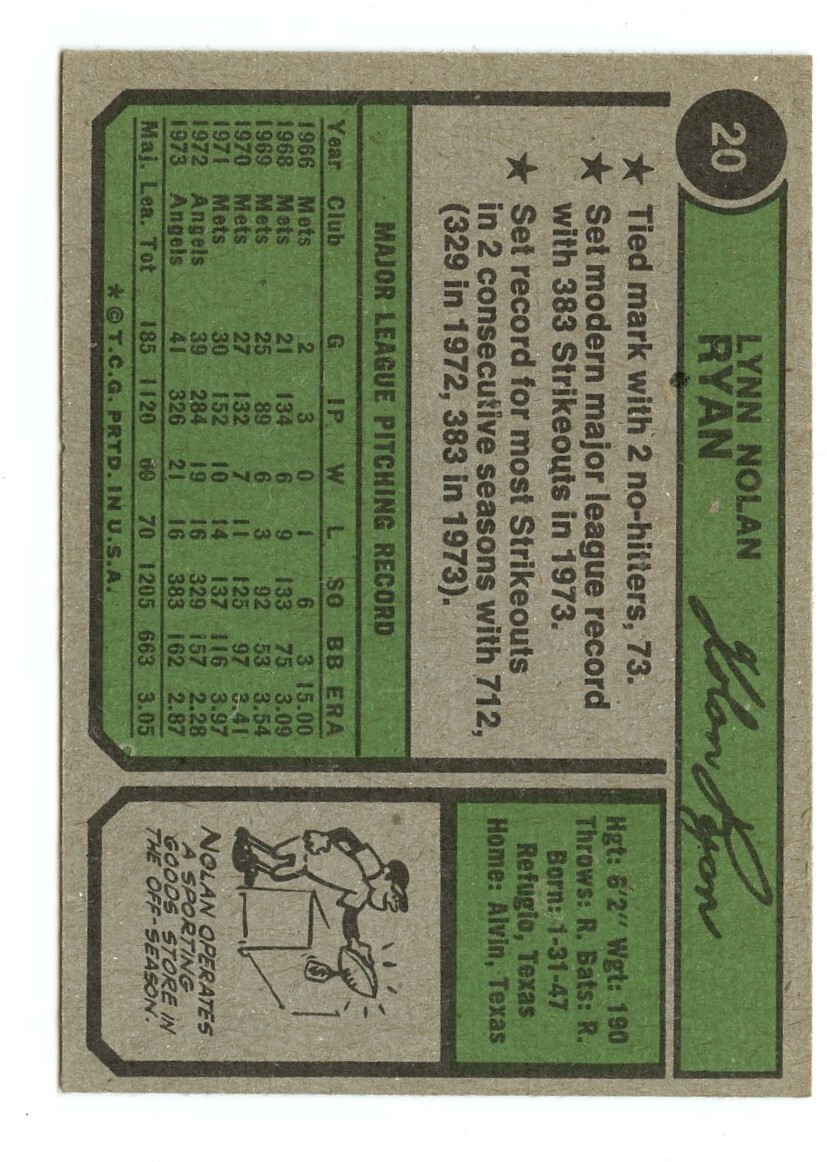 20
LYNN NOLAN
RYAN
Nolan Ryan
★ Tied mark with 2 no-hitters, 73.
★ Set modern major league record
with 383 Strikeouts in 1973.
★ Set record for most Strikeouts
in 2 consecutive seasons with 712,
(329 in 1972, 383 in 1973).
Hgt: 6'2" Wgt: 190
Throws: R. Bats: R.
Born: 1-31-47
Refugio, Texas
Home: Alvin, Texas
MAJOR LEAGUE PITCHING RECORD
Year Club G IP W L SO BB ERA
1966 Mets 2 3 0 1 6 3 15.00
1968 Mets 21 134 6 9 133 75 3.09
1969 Mets 25 89 6 3 92 53 3.54
1970 Mets 27 132 7 11 125 97 3.41
1971 Mets 30 152 10 14 137 116 3.97
1972 Angels 39 284 19 16 329 157 2.28
1973 Angels 41 326 21 16 383 162 2.87
Maj. Lea. Tot 185 1120 69 70 1205 663 3.05
* © T.C.G. PRTD. IN U.S.A.
$
NOLAN OPERATES
A SPORTING
GOODS STORE IN
THE OFF-SEASON.